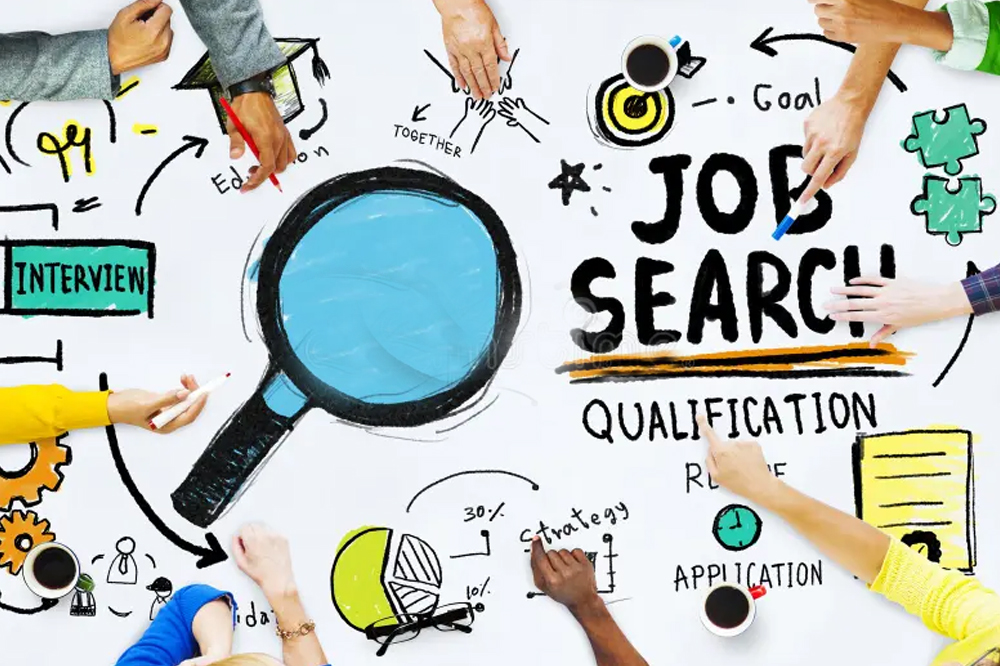 Goal
TOGETHER
JOB
SEARCH
INTERVIEW
QUALIFICATION
30%
Strategy
APPLICATION
10%